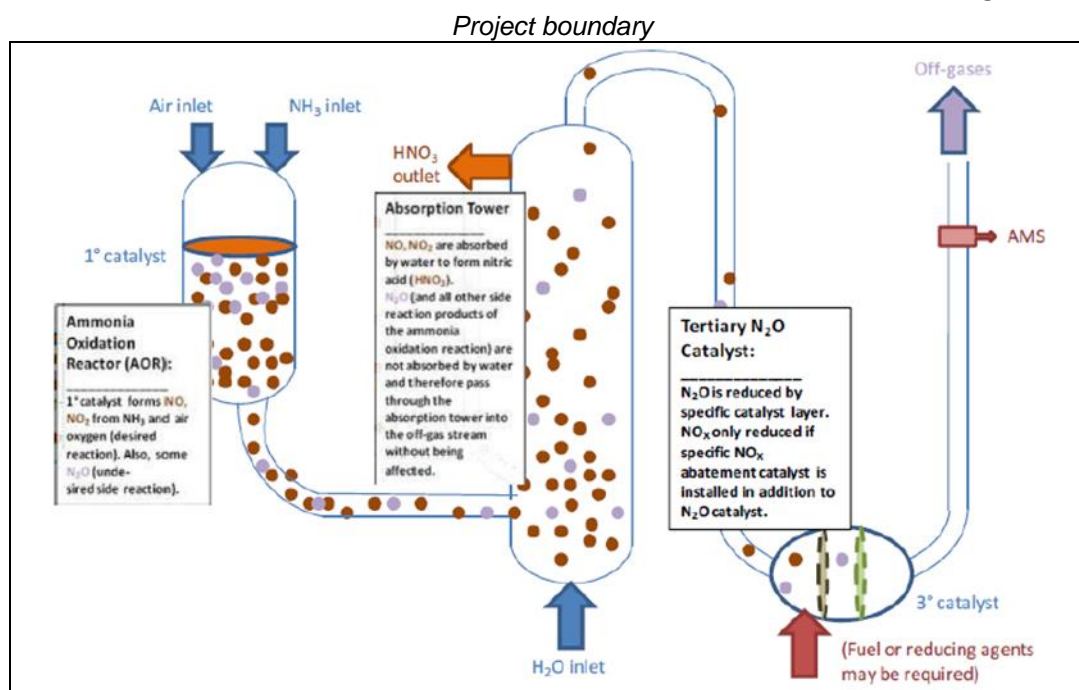 Project boundary
Air inlet
NH₃ inlet
Off-gases
HNO₃
outlet
AMS
1° catalyst
Absorption Tower
NO, NO₂ are absorbed
by water to form nitric
acid (HNO₃).
N₂O (and all other side
reaction products of
the ammonia
oxidation reaction) are
not absorbed by water
and therefore pass
through the
absorption tower into
the off-gas stream
without being
affected.
Ammonia
Oxidation
Reactor (AOR):
1° catalyst forms NO,
NO₂ from NH₃ and air
oxygen (desired
reaction). Also, some
N₂O (unde-
sired side reaction).
Tertiary N₂O
Catalyst:
N₂O is reduced by
specific catalyst layer.
NOₓ only reduced if
specific NOₓ
abatement catalyst is
installed in addition to
N₂O catalyst.
3° catalyst
H₂O inlet
(Fuel or reducing agents
may be required)